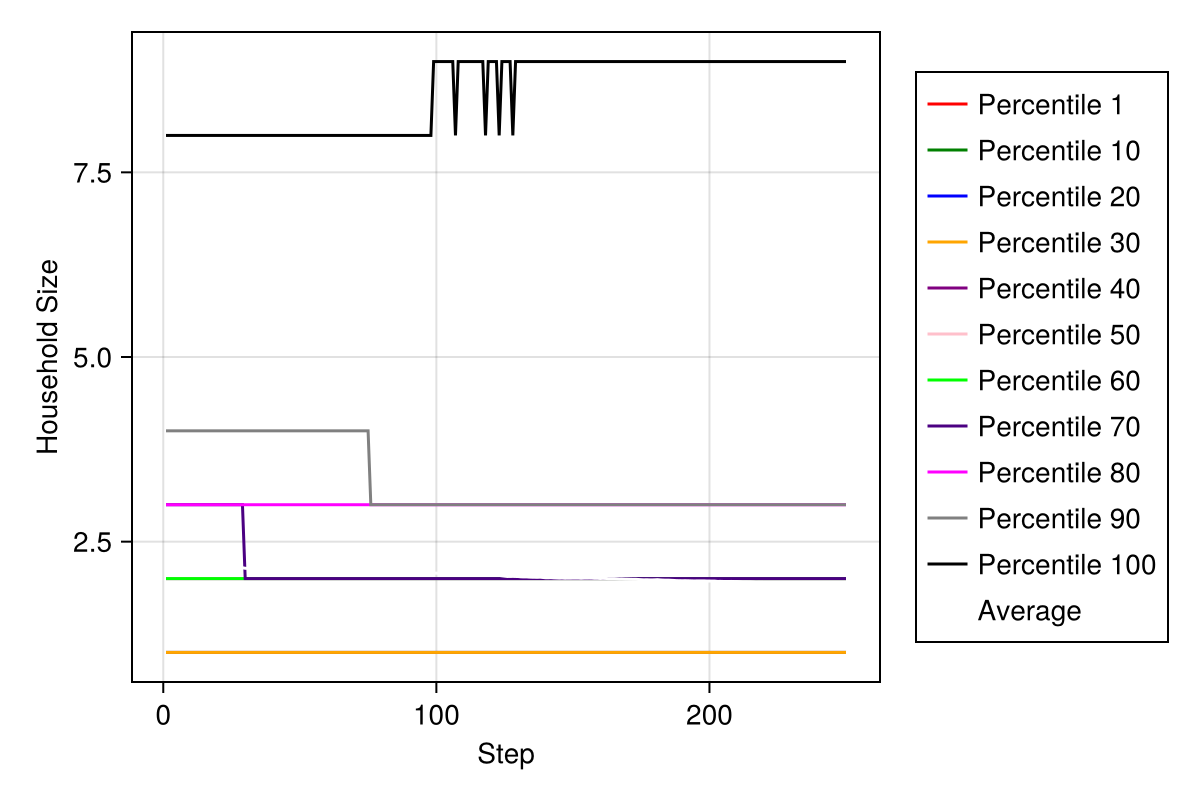 7.5
5.0
2.5
Household Size
0
100
200
Step
Percentile 1
Percentile 10
Percentile 20
Percentile 30
Percentile 40
Percentile 50
Percentile 60
Percentile 70
Percentile 80
Percentile 90
Percentile 100
Average